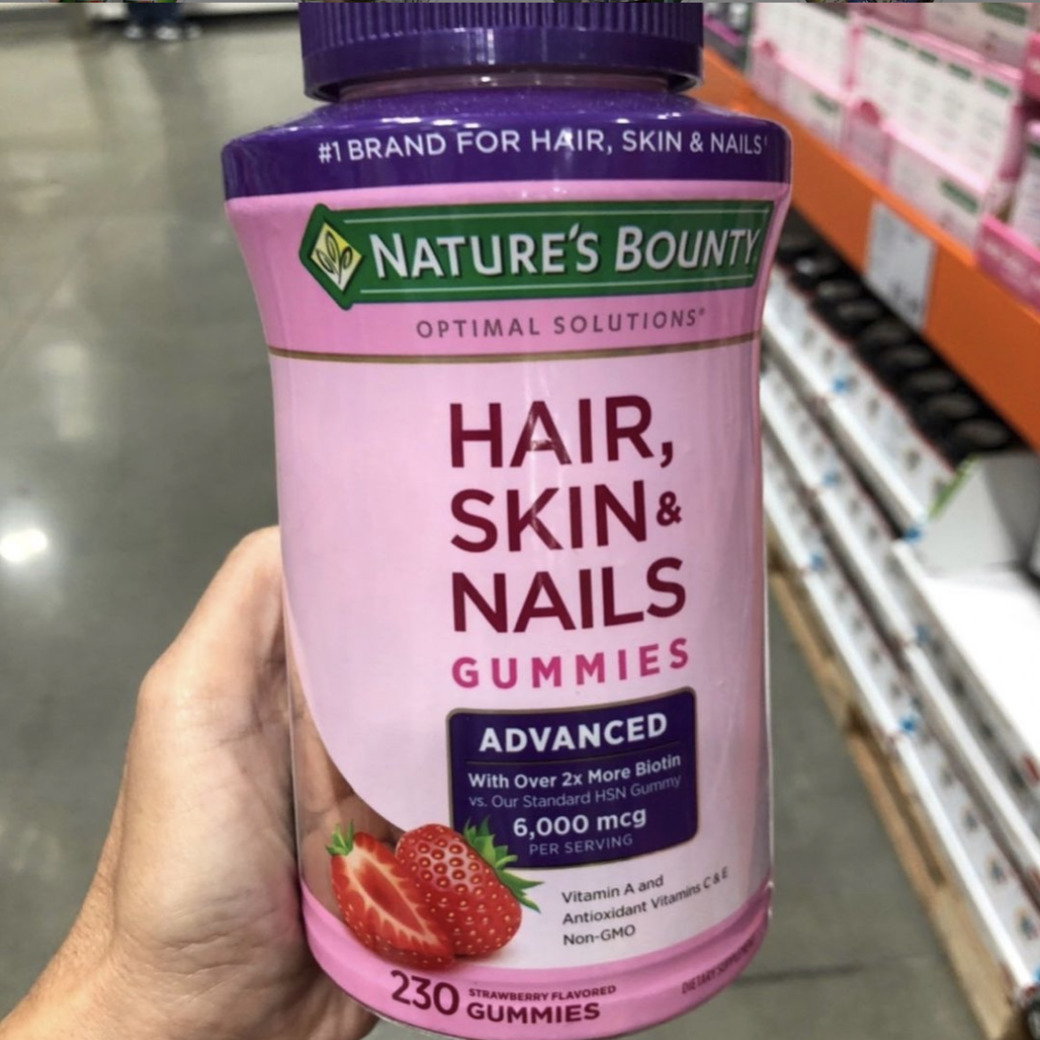 #1 BRAND FOR HAIR, SKIN & NAILS
NATURE'S BOUNTY
OPTIMAL SOLUTIONS®
HAIR,
SKIN &
NAILS
GUMMIES
ADVANCED
With Over 2x More Biotin
vs. Our Standard HSN Gummy
6,000 mcg
PER SERVING
Vitamin A and
Antioxidant Vitamins C & E
Non-GMO
230 STRAWBERRY FLAVORED
GUMMIES
DIETARY SUPPLEMENT